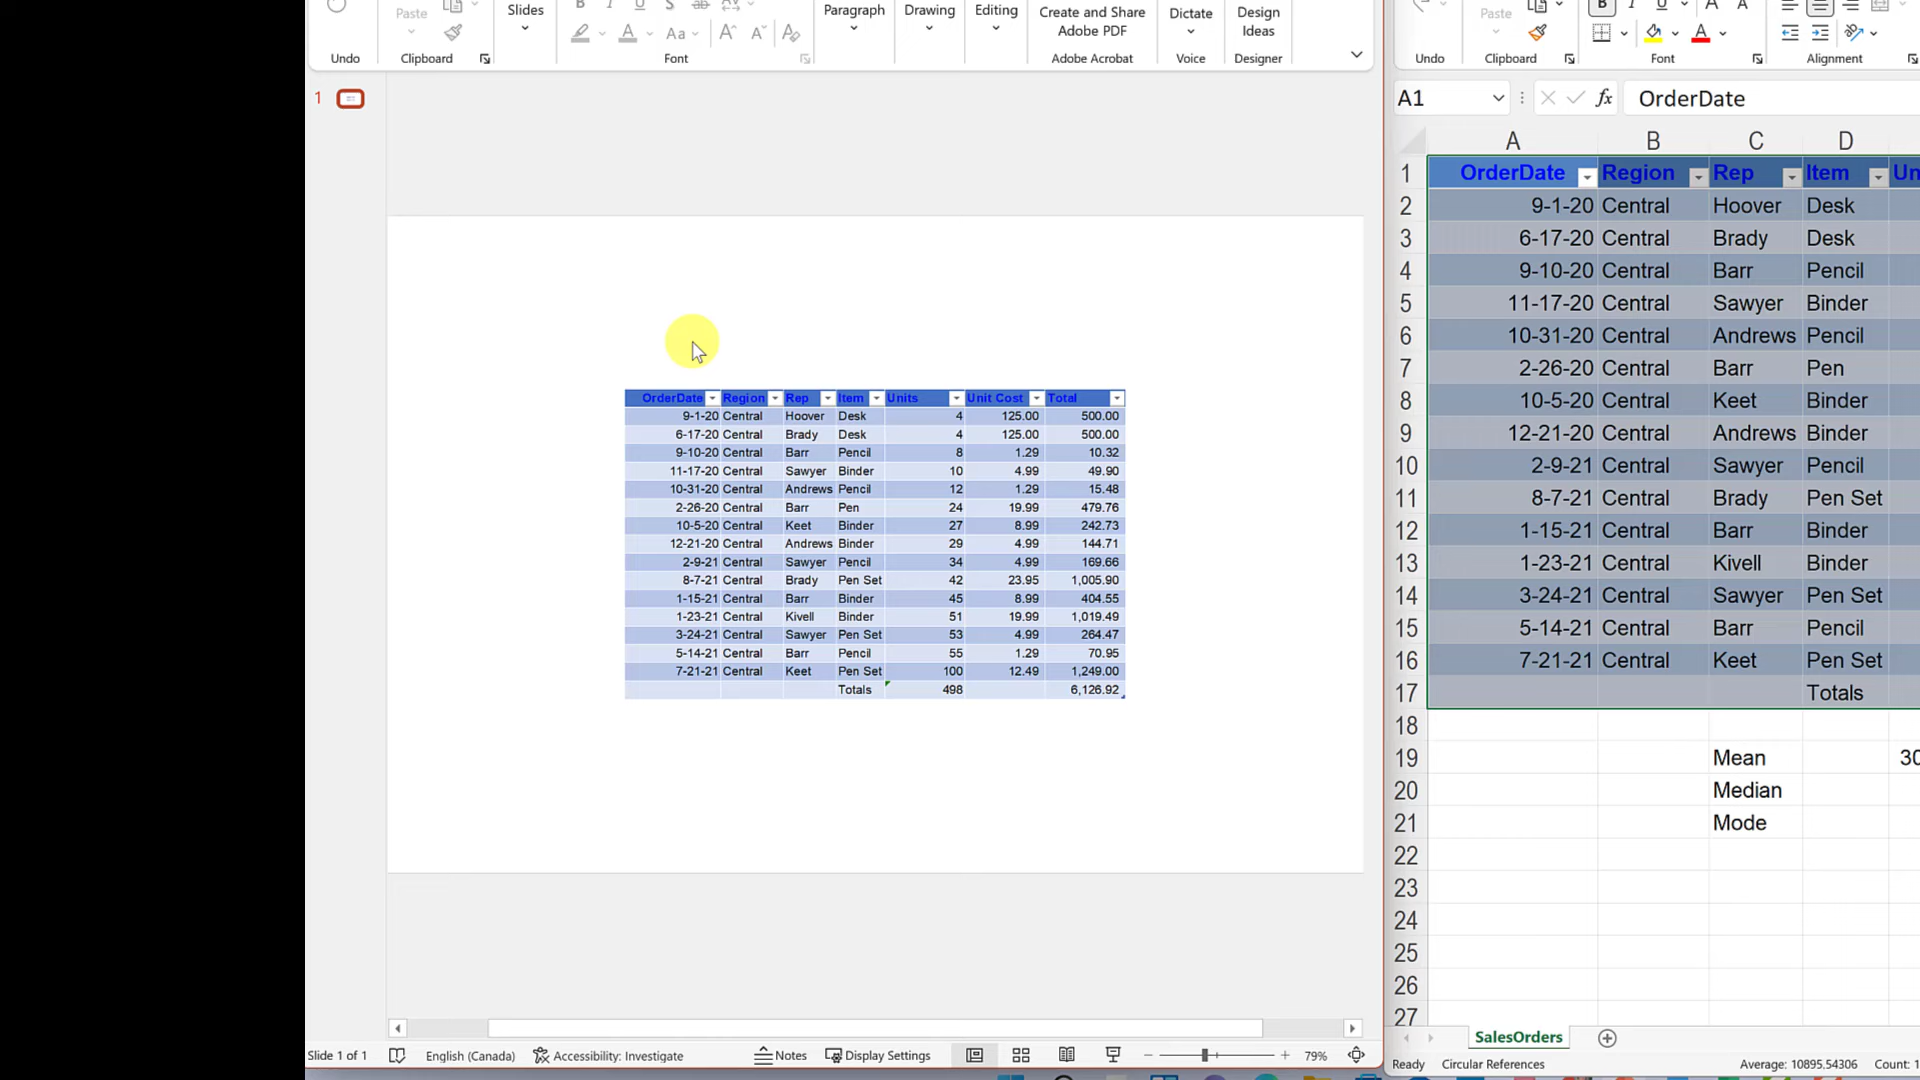 Paste
Slides
B I U S ab AV
Aa A A
Paragraph
Drawing
Editing
Create and Share
Adobe PDF
Dictate
Design
Ideas
Undo
Clipboard
Font
Adobe Acrobat
Voice
Designer
1
OrderDate Region Rep Item Units Unit Cost Total
9-1-20 Central Hoover Desk 4 125.00 500.00
6-17-20 Central Brady Desk 4 125.00 500.00
9-10-20 Central Barr Pencil 8 1.29 10.32
11-17-20 Central Sawyer Binder 10 4.99 49.90
10-31-20 Central Andrews Pencil 12 1.29 15.48
2-26-20 Central Barr Pen 24 19.99 479.76
10-5-20 Central Keet Binder 27 8.99 242.73
12-21-20 Central Andrews Binder 29 4.99 144.71
2-9-21 Central Sawyer Pencil 34 4.99 169.66
8-7-21 Central Brady Pen Set 42 23.95 1,005.90
1-15-21 Central Barr Binder 45 8.99 404.55
1-23-21 Central Kivell Binder 51 19.99 1,019.49
3-24-21 Central Sawyer Pen Set 53 4.99 264.47
5-14-21 Central Barr Pencil 55 1.29 70.95
7-21-21 Central Keet Pen Set 100 12.49 1,249.00
Totals 498 6,126.92
Slide 1 of 1 English (Canada) Accessibility: Investigate Notes Display Settings 79%
Paste
B I U A A
A ab
Undo Clipboard Font Alignment
A1 fx OrderDate
A B C D
1 OrderDate Region Rep Item Un
2 9-1-20 Central Hoover Desk
3 6-17-20 Central Brady Desk
4 9-10-20 Central Barr Pencil
5 11-17-20 Central Sawyer Binder
6 10-31-20 Central Andrews Pencil
7 2-26-20 Central Barr Pen
8 10-5-20 Central Keet Binder
9 12-21-20 Central Andrews Binder
10 2-9-21 Central Sawyer Pencil
11 8-7-21 Central Brady Pen Set
12 1-15-21 Central Barr Binder
13 1-23-21 Central Kivell Binder
14 3-24-21 Central Sawyer Pen Set
15 5-14-21 Central Barr Pencil
16 7-21-21 Central Keet Pen Set
17 Totals
18
19 Mean 30
20 Median
21 Mode
22
23
24
25
26
27
SalesOrders
Ready Circular References Average: 10895.54306 Count: 1